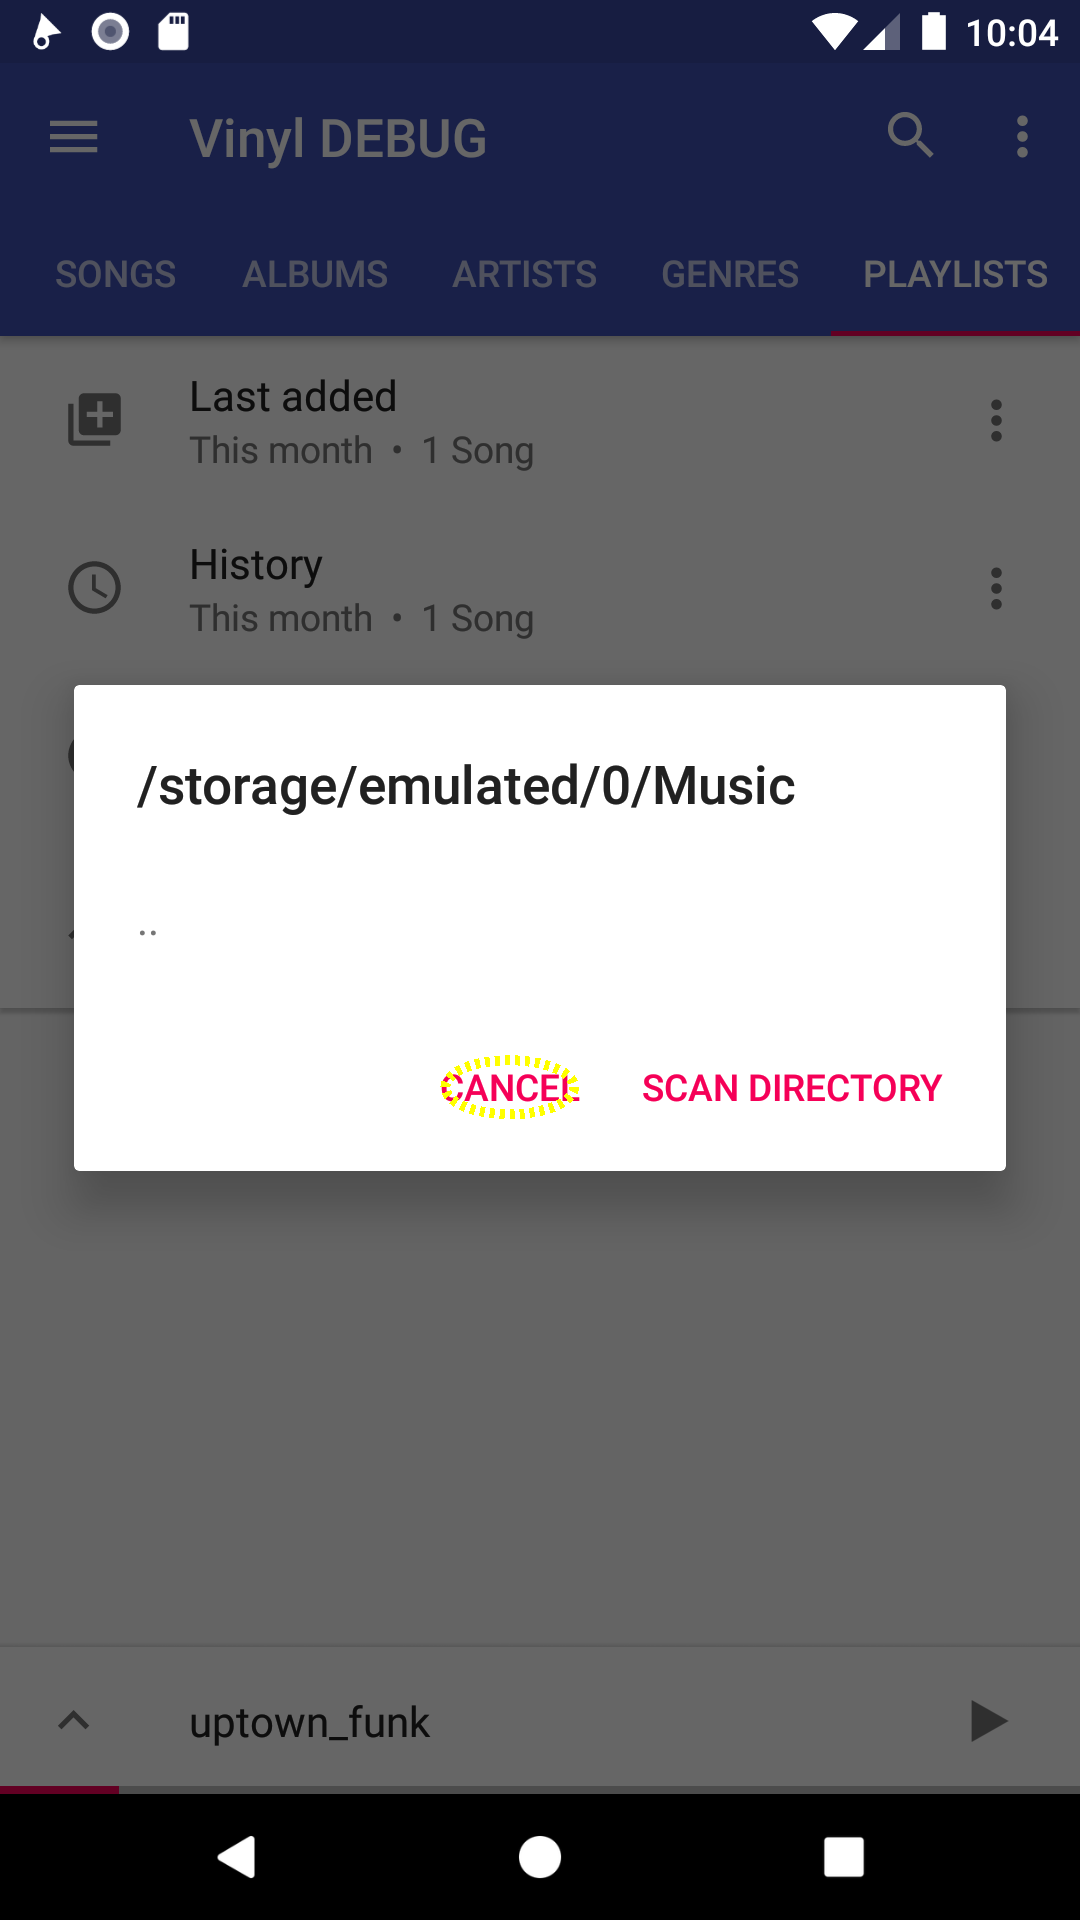 10:04
Vinyl DEBUG
SONGS ALBUMS ARTISTS GENRES PLAYLISTS
Last added
This month • 1 Song
History
This month • 1 Song
/storage/emulated/0/Music
..
CANCEL SCAN DIRECTORY
uptown_funk